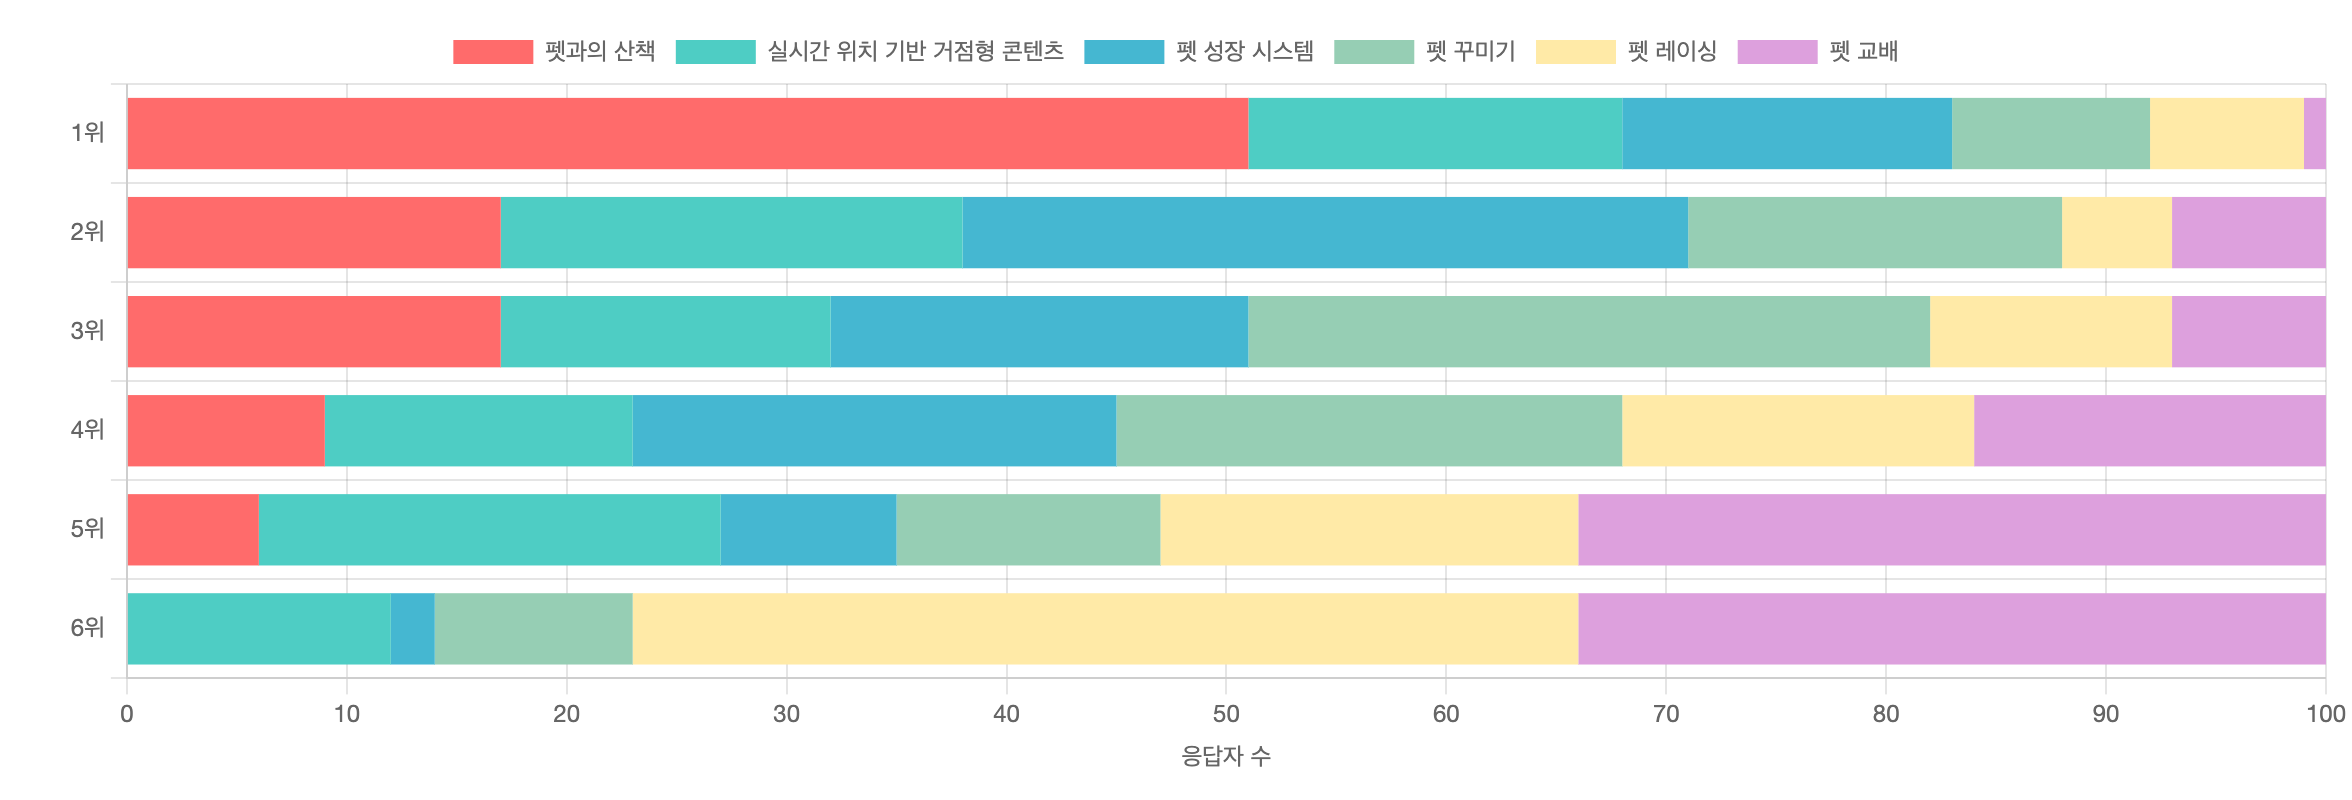 펫과의 산책 실시간 위치 기반 거점형 콘텐츠 펫 성장 시스템 펫 꾸미기 펫 레이싱 펫 교배
1위
2위
3위
4위
5위
6위
0 10 20 30 40 50 60 70 80 90 100
응답자 수